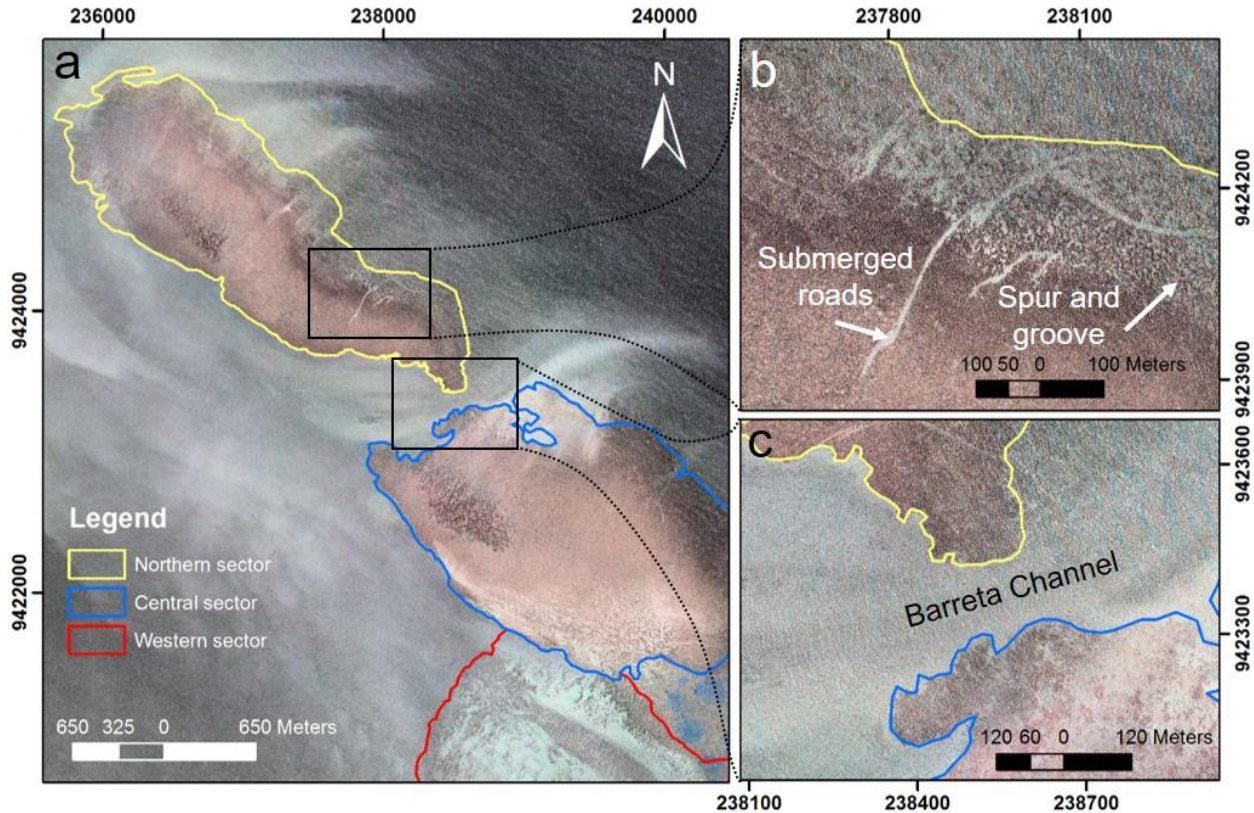 236000
238000
240000
237800
238100
a
N
b
9424200
Submerged
roads
Spur and
groove
100 50 0 100 Meters
9423900
9424000
c
9423600
Barreta Channel
9423300
120 60 0 120 Meters
238100
238400
238700
9422000
Legend
Northern sector
Central sector
Western sector
650 325 0 650 Meters